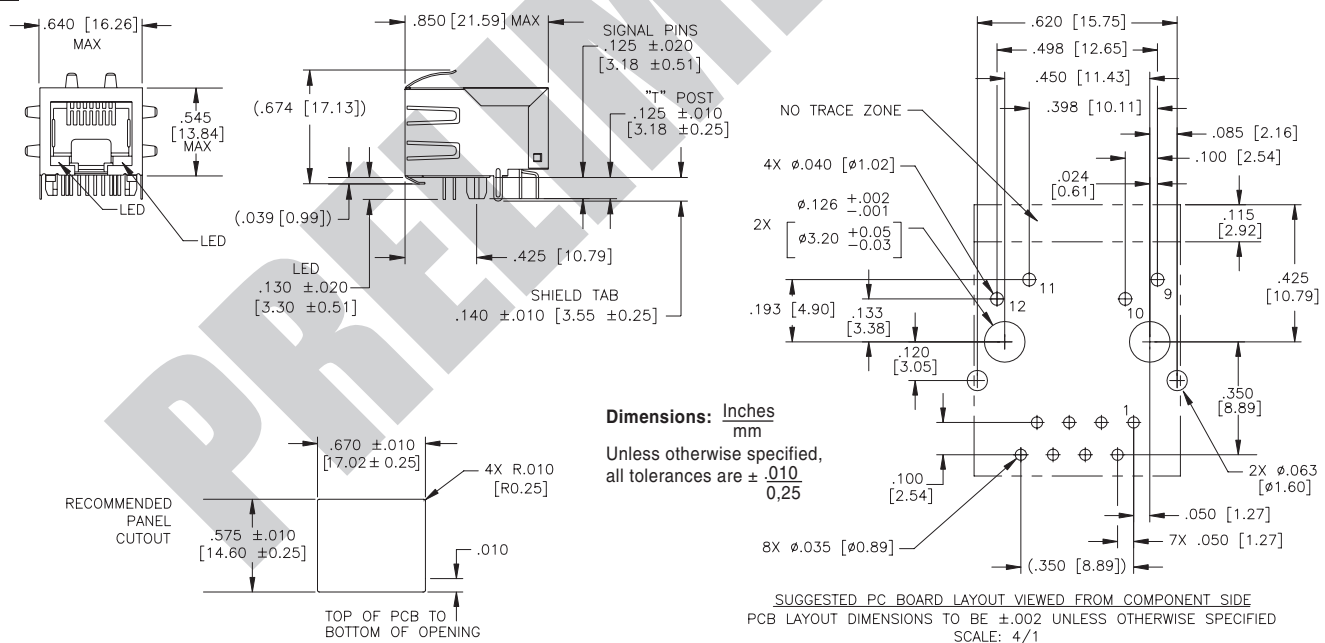 PRELIM
.640 [16.26]
MAX
.545
[13.84]
MAX
LED
LED
.850 [21.59] MAX
(.674 [17.13])
(.039 [0.99])
SIGNAL PINS
.125 ±.020
[3.18 ±0.51]
"T" POST
.125 ±.010
[3.18 ±0.25]
.425 [10.79]
LED
.130 ±.020
[3.30 ±0.51]
SHIELD TAB
.140 ±.010 [3.55 ±0.25]
.620 [15.75]
.498 [12.65]
.450 [11.43]
.398 [10.11]
NO TRACE ZONE
.085 [2.16]
.100 [2.54]
4X ø.040 [ø1.02]
.024
[0.61]
2X
ø.126 +.002
-.001
[ø3.20 +0.05
-0.03]
.115
[2.92]
.425
[10.79]
11
9
12
10
.193 [4.90]
.133
[3.38]
.120
[3.05]
.350
[8.89]
1
.100
[2.54]
2X ø.063
[ø1.60]
.050 [1.27]
7X .050 [1.27]
8X ø.035 [ø0.89]
(.350 [8.89])
SUGGESTED PC BOARD LAYOUT VIEWED FROM COMPONENT SIDE
PCB LAYOUT DIMENSIONS TO BE ±.002 UNLESS OTHERWISE SPECIFIED
SCALE: 4/1
Dimensions: Inches
mm
Unless otherwise specified,
all tolerances are ± .010
0,25
.670 ±.010
[17.02± 0.25]
4X R.010
[R0.25]
RECOMMENDED
PANEL
CUTOUT
.575 ±.010
[14.60 ±0.25]
.010
TOP OF PCB TO
BOTTOM OF OPENING